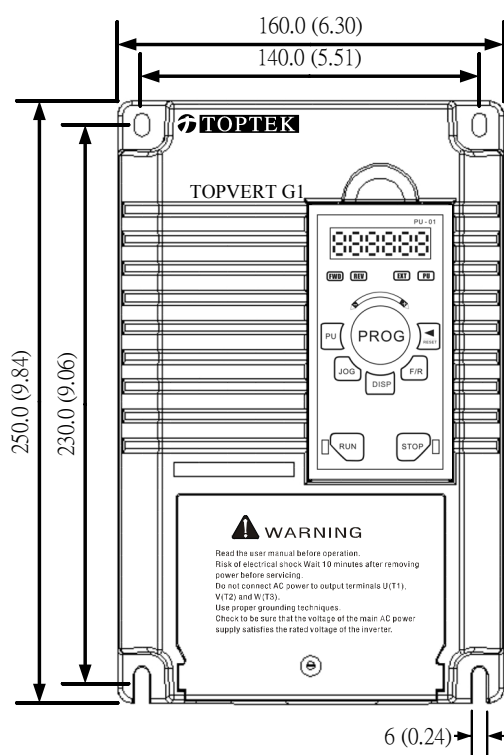 160.0 (6.30)
140.0 (5.51)
TOPTEK
TOPVERT G1
PU-01
FWD REV EXT PU
PU PROG RESET
JOG DISP F/R
RUN STOP
250.0 (9.84)
230.0 (9.06)
WARNING
Read the user manual before operation.
Risk of electrical shock Wait 10 minutes after removing
power before servicing.
Do not connect AC power to output terminals U(T1),
V(T2) and W(T3).
Use proper grounding techniques.
Check to be sure that the voltage of the main AC power
supply satisfies the rated voltage of the inverter.
6 (0.24)